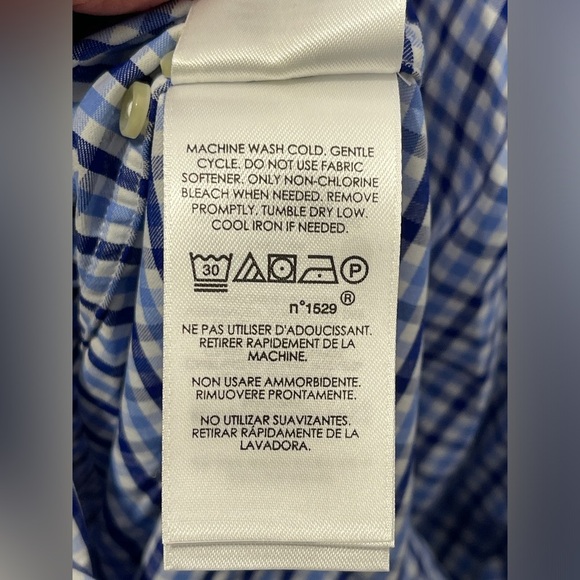 MACHINE WASH COLD. GENTLE
CYCLE. DO NOT USE FABRIC
SOFTENER. ONLY NON-CHLORINE
BLEACH WHEN NEEDED. REMOVE
PROMPTLY. TUMBLE DRY LOW.
COOL IRON IF NEEDED.
30 P
n°1529 ®
NE PAS UTILISER D'ADOUCISSANT.
RETIRER RAPIDEMENT DE LA
MACHINE.
NON USARE AMMORBIDENTE.
RIMUOVERE PRONTAMENTE.
NO UTILIZAR SUAVIZANTES.
RETIRAR RÁPIDAMENTE DE LA
LAVADORA.